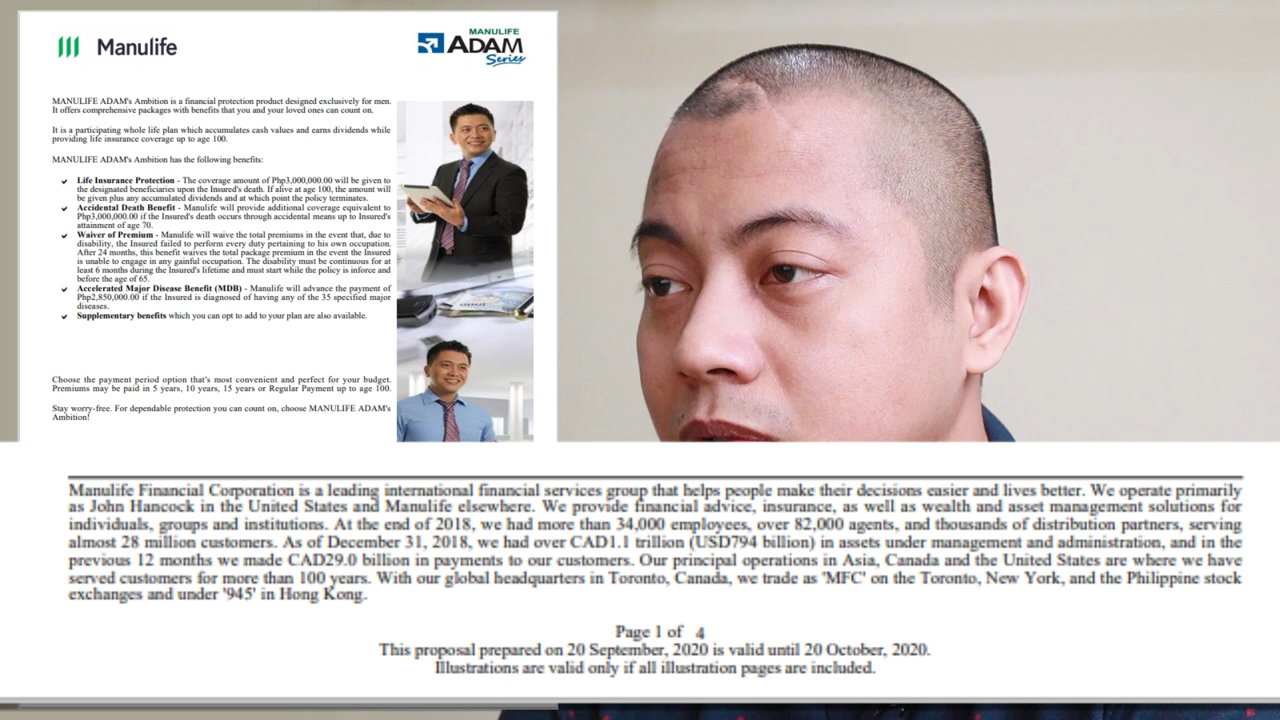 Manulife
MANULIFE
ADAM
Series
MANULIFE ADAM's Ambition is a financial protection product designed exclusively for men.
It offers comprehensive packages with benefits that you and your loved ones can count on.
It is a participating whole life plan which accumulates cash values and earns dividends while
providing life insurance coverage up to age 100.
MANULIFE ADAM's Ambition has the following benefits:
Life Insurance Protection - The coverage amount of Php3,000,000.00 will be given to
the designated beneficiaries upon the Insured's death. If alive at age 100, the amount will
be given plus any accumulated dividends and at which point the policy terminates.
Accidental Death Benefit - Manulife will provide additional coverage equivalent to
Php3,000,000.00 if the Insured's death occurs through accidental means up to Insured's
attainment of age 70.
Waiver of Premium - Manulife will waive the total premiums in the event that, due to
disability, the Insured failed to perform every duty pertaining to his own occupation.
After 24 months, this benefit waives the total package premium in the event the Insured
is unable to engage in any gainful occupation. The disability must be continuous for at
least 6 months during the Insured's lifetime and must start while the policy is inforce and
before the age of 65.
Accelerated Major Disease Benefit (MDB) - Manulife will advance the payment of
Php2,850,000.00 if the Insured is diagnosed of having any of the 35 specified major
diseases.
Supplementary benefits which you can opt to add to your plan are also available.
Choose the payment period option that's most convenient and perfect for your budget.
Premiums may be paid in 5 years, 10 years, 15 years or Regular Payment up to age 100.
Stay worry-free. For dependable protection you can count on, choose MANULIFE ADAM's
Ambition!
Manulife Financial Corporation is a leading international financial services group that helps people make their decisions easier and lives better. We operate primarily
as John Hancock in the United States and Manulife elsewhere. We provide financial advice, insurance, as well as wealth and asset management solutions for
individuals, groups and institutions. At the end of 2018, we had more than 34,000 employees, over 82,000 agents, and thousands of distribution partners, serving
almost 28 million customers. As of December 31, 2018, we had over CAD1.1 trillion (USD794 billion) in assets under management and administration, and in the
previous 12 months we made CAD29.0 billion in payments to our customers. Our principal operations in Asia, Canada and the United States are where we have
served customers for more than 100 years. With our global headquarters in Toronto, Canada, we trade as 'MFC' on the Toronto, New York, and the Philippine stock
exchanges and under '945' in Hong Kong.
Page 1 of 4
This proposal prepared on 20 September, 2020 is valid until 20 October, 2020.
Illustrations are valid only if all illustration pages are included.